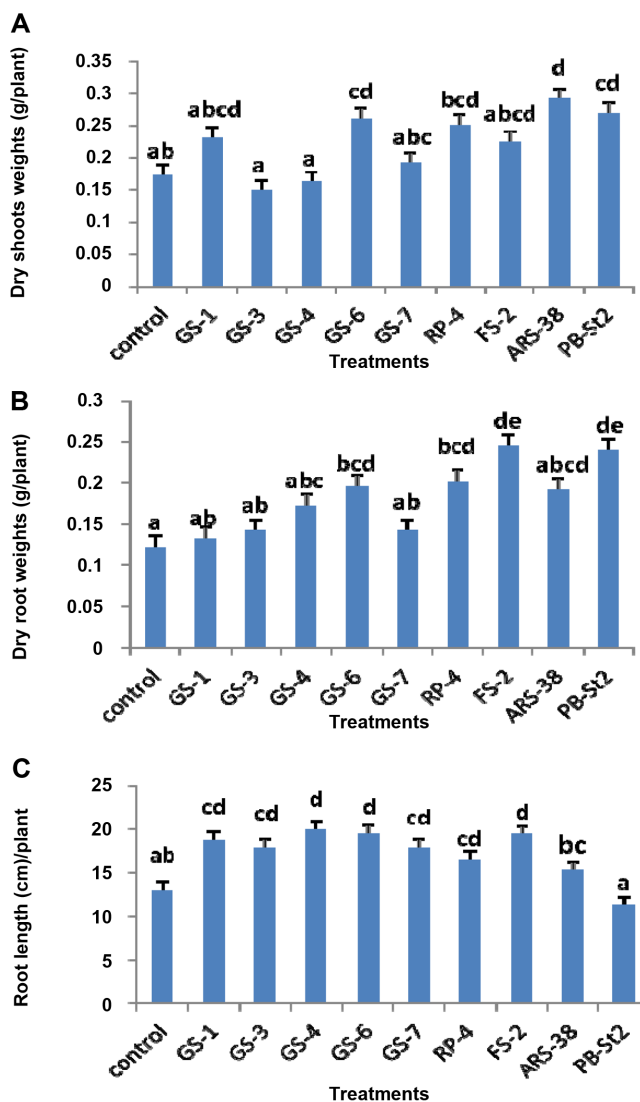 A
Dry shoots weights (g/plant)
0.35
0.3
0.25
0.2
0.15
0.1
0.05
0
ab
abcd
a
a
cd
abc
bcd
abcd
d
cd
control
GS-1
GS-3
GS-4
GS-6
GS-7
RP-4
FS-2
ARS-38
PB-St2
Treatments
B
Dry root weights (g/plant)
0.3
0.25
0.2
0.15
0.1
0.05
0
a
ab
ab
abc
bcd
ab
bcd
de
abcd
de
control
GS-1
GS-3
GS-4
GS-6
GS-7
RP-4
FS-2
ARS-38
PB-St2
Treatments
C
Root length (cm)/plant
25
20
15
10
5
0
ab
cd
cd
d
d
cd
cd
d
bc
a
control
GS-1
GS-3
GS-4
GS-6
GS-7
RP-4
FS-2
ARS-38
PB-St2
Treatments